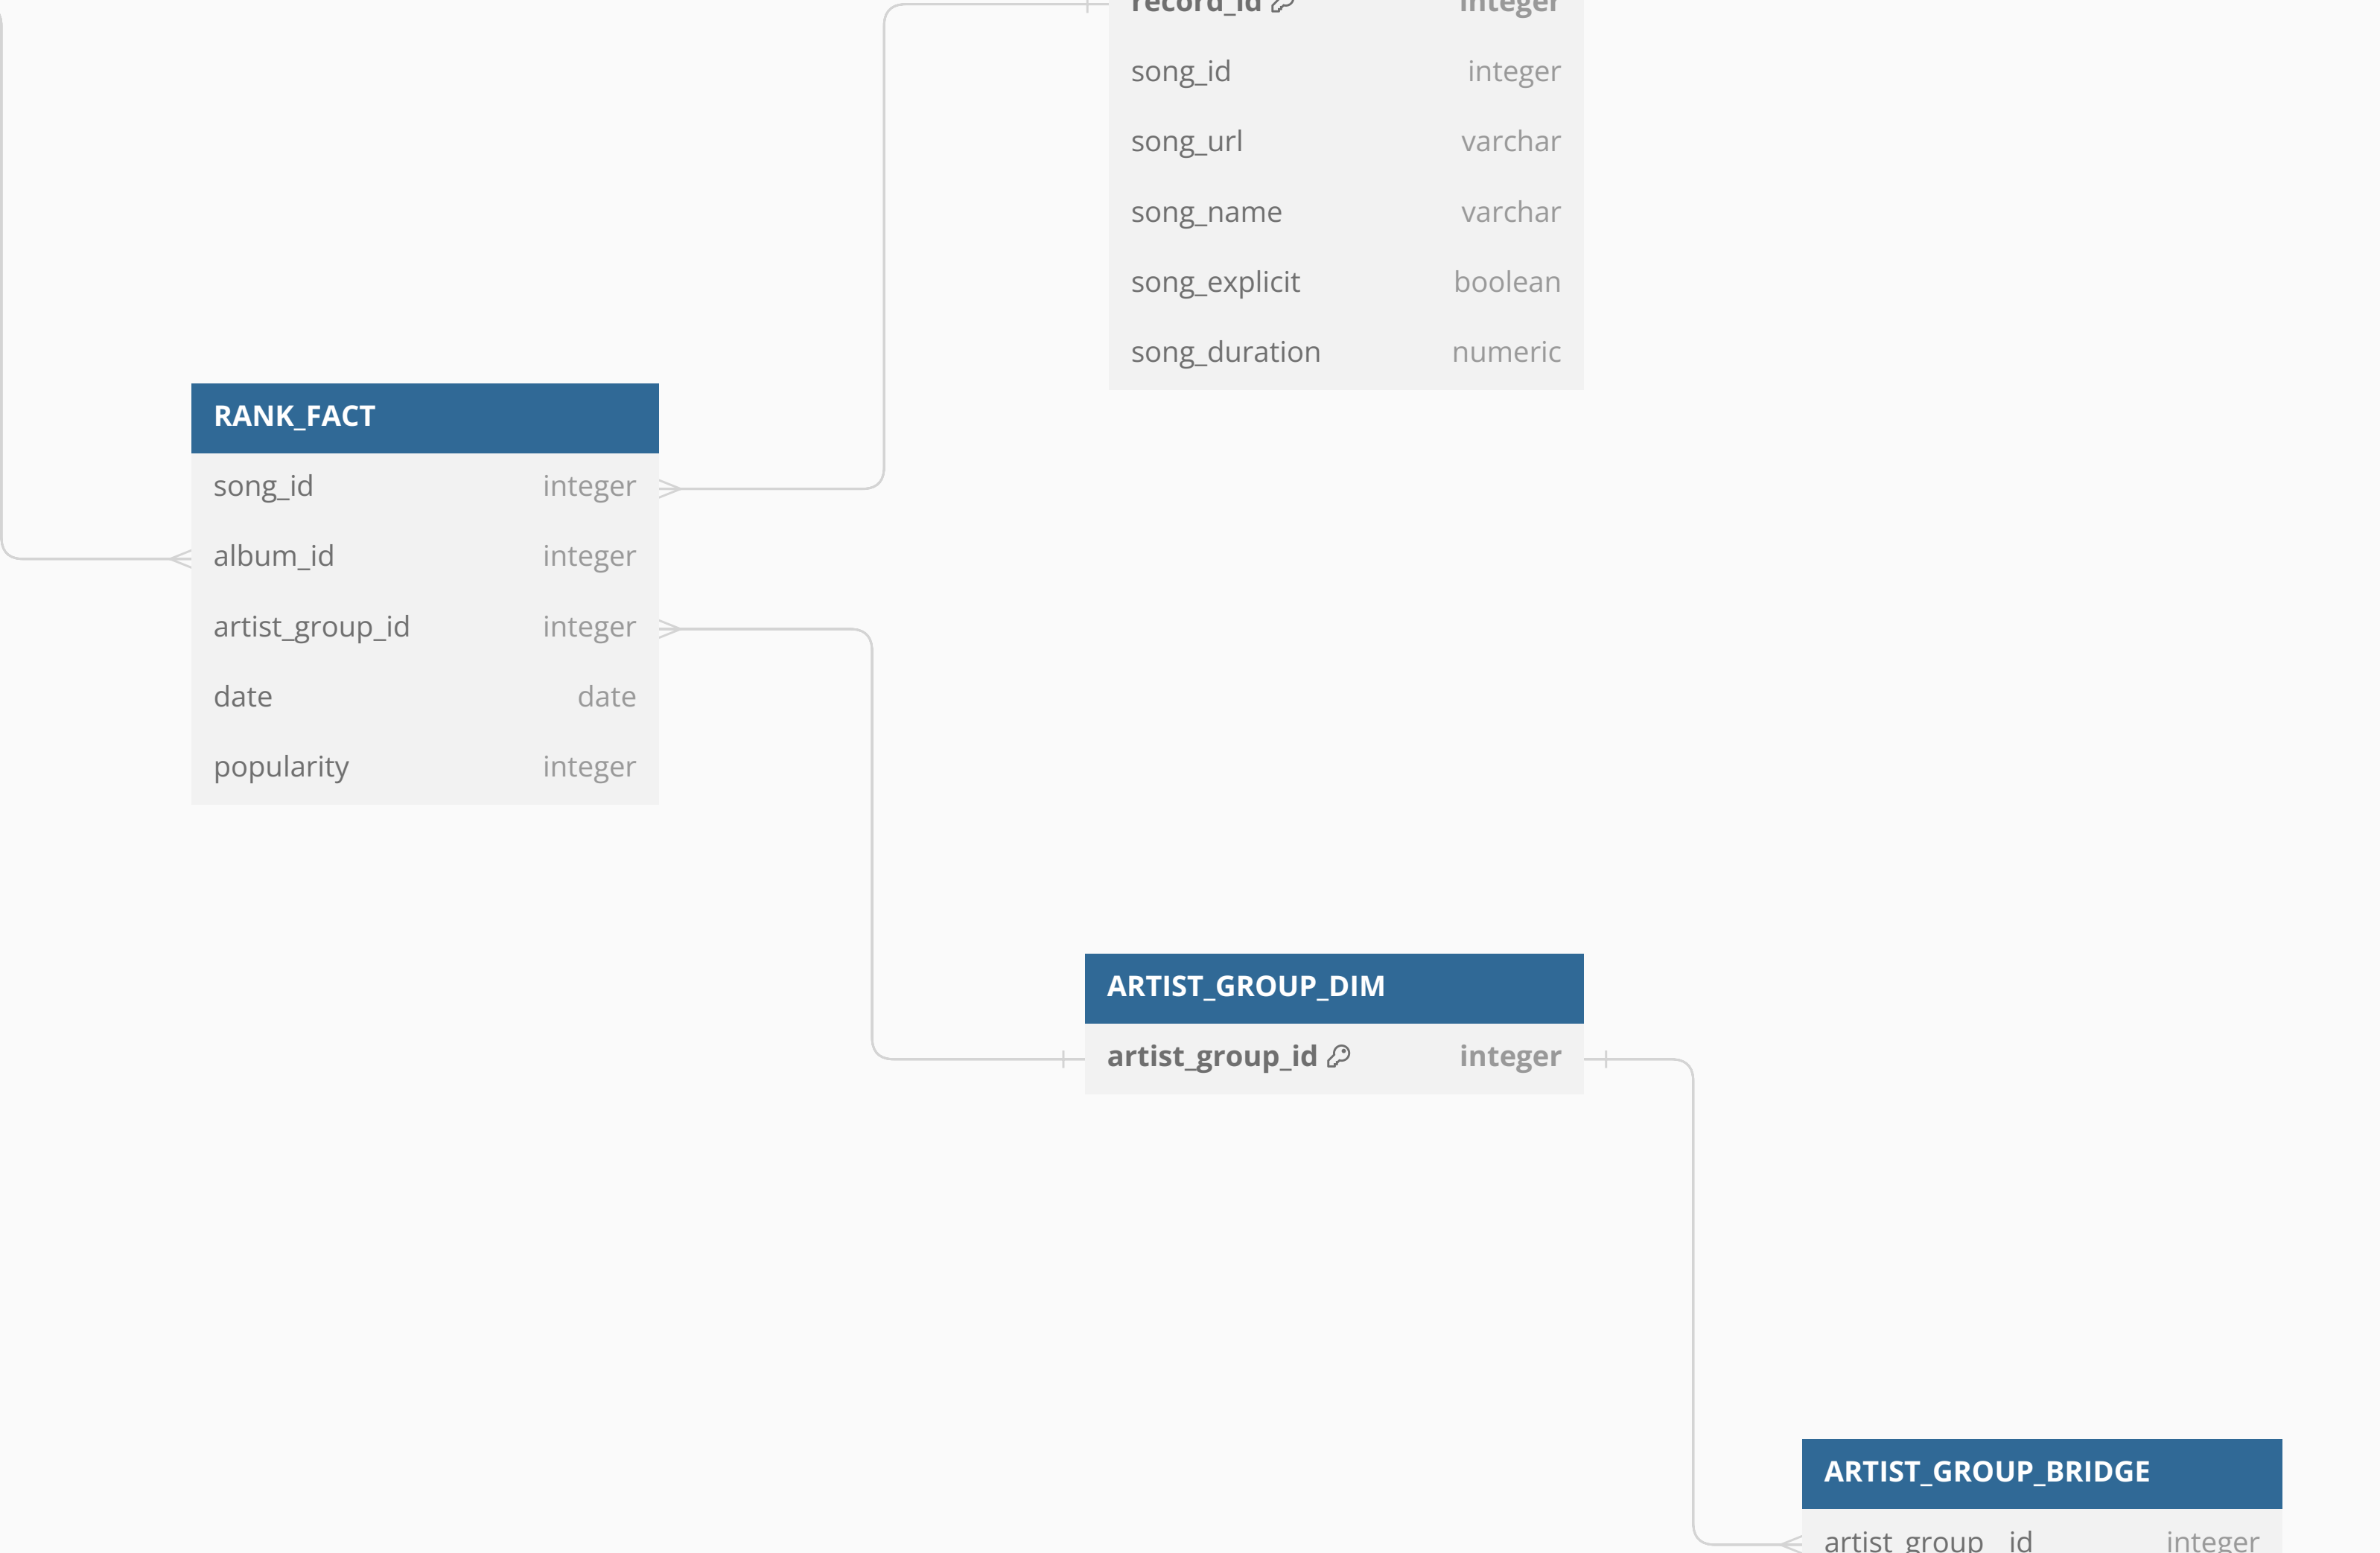 record_id integer
song_id integer
song_url varchar
song_name varchar
song_explicit boolean
song_duration numeric
RANK_FACT
song_id integer
album_id integer
artist_group_id integer
date date
popularity integer
ARTIST_GROUP_DIM
artist_group_id integer
ARTIST_GROUP_BRIDGE
artist_group_id integer